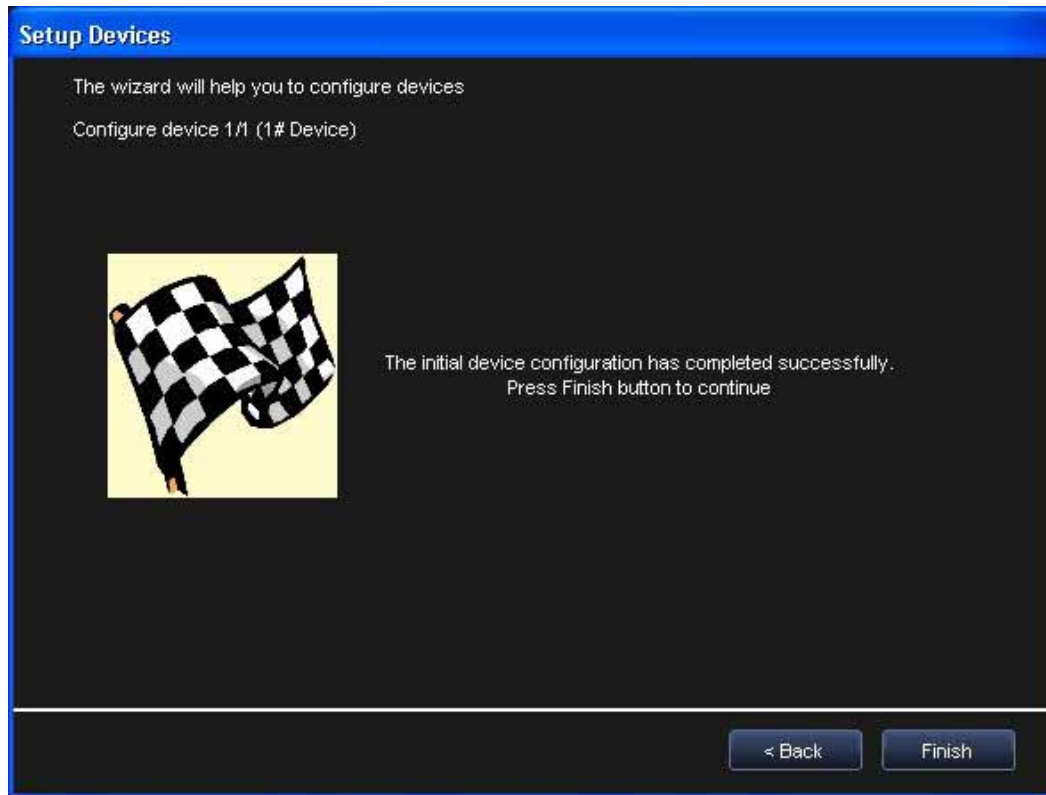 Setup Devices
The wizard will help you to configure devices
Configure device 1/1 (1# Device)
The initial device configuration has completed successfully.
Press Finish button to continue
< Back
Finish